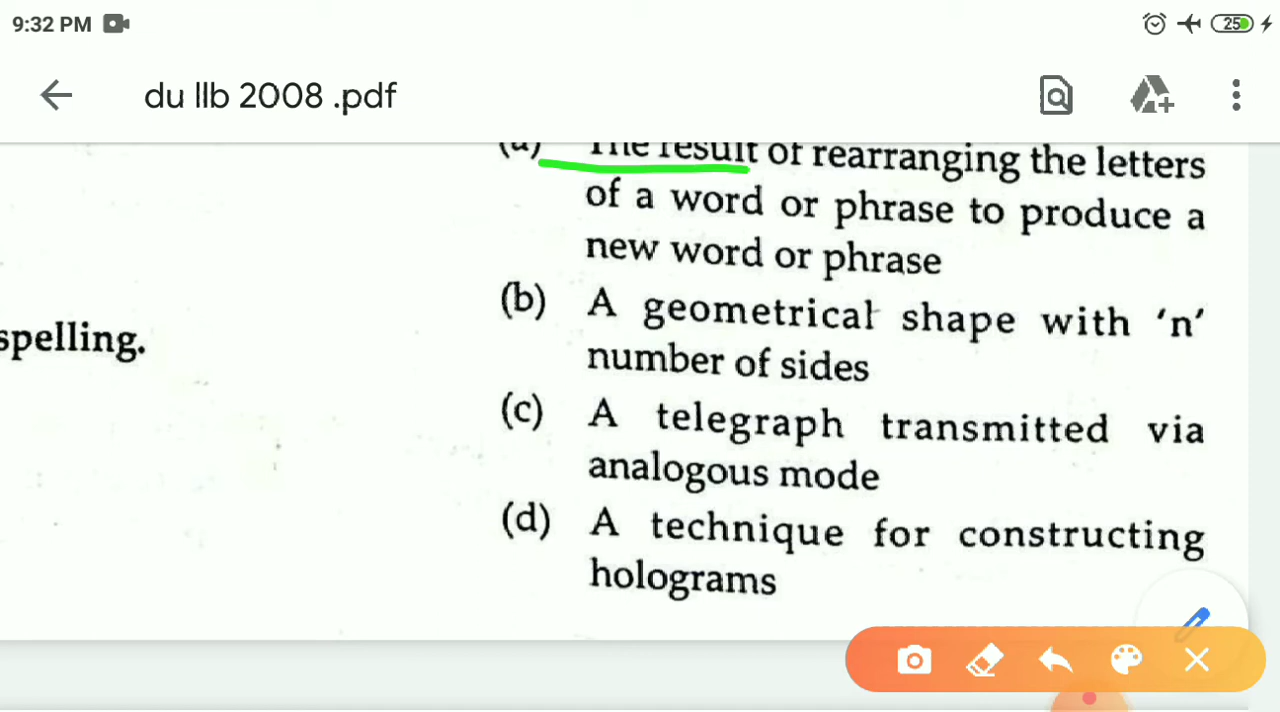 9:32 PM
25
du llb 2008 .pdf
(a) The result of rearranging the letters
of a word or phrase to produce a
new word or phrase
(b) A geometrical shape with ‘n’
number of sides
spelling.
(c) A telegraph transmitted via
analogous mode
(d) A technique for constructing
holograms